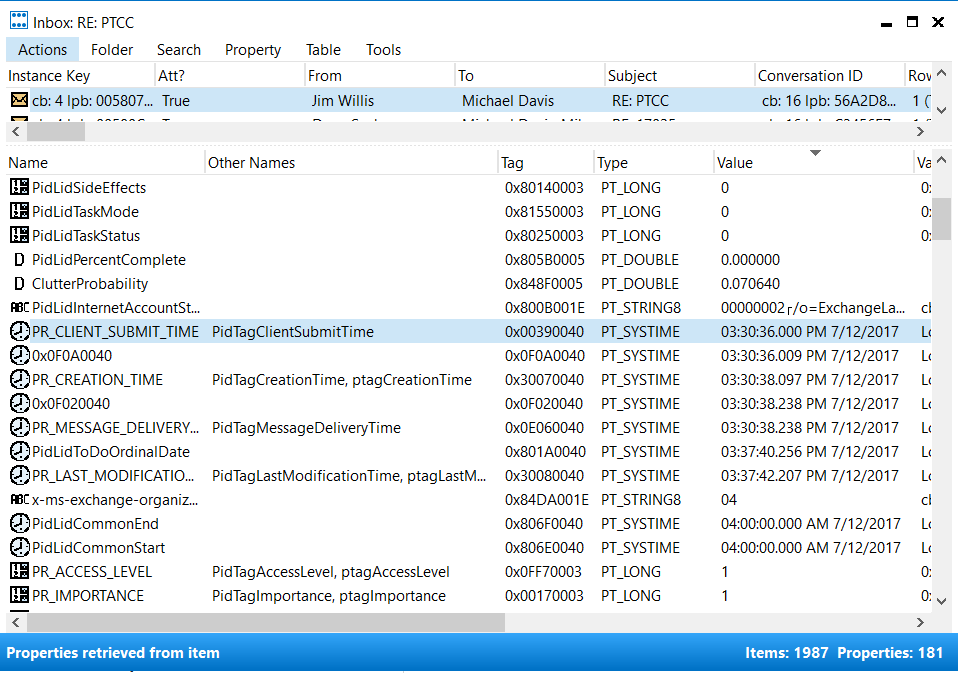 Inbox: RE: PTCC
Actions Folder Search Property Table Tools
Instance Key Att? From To Subject Conversation ID Rov
cb: 4 lpb: 005807... True Jim Willis Michael Davis RE: PTCC cb: 16 lpb: 56A2D8... 1 (
Name Other Names Tag Type Value Va
PidLidSideEffects 0x80140003 PT_LONG 0 0:
PidLidTaskMode 0x81550003 PT_LONG 0 0:
PidLidTaskStatus 0x80250003 PT_LONG 0 0:
D PidLidPercentComplete 0x805B0005 PT_DOUBLE 0.000000
D ClutterProbability 0x848F0005 PT_DOUBLE 0.070640
ABC PidLidInternetAccountSt... 0x800B001E PT_STRING8 00000002┌/o=ExchangeLa... cb
PR_CLIENT_SUBMIT_TIME PidTagClientSubmitTime 0x00390040 PT_SYSTIME 03:30:36.000 PM 7/12/2017 Lo
0x0F0A0040 0x0F0A0040 PT_SYSTIME 03:30:36.009 PM 7/12/2017 Lo
PR_CREATION_TIME PidTagCreationTime, ptagCreationTime 0x30070040 PT_SYSTIME 03:30:38.097 PM 7/12/2017 Lo
0x0F020040 0x0F020040 PT_SYSTIME 03:30:38.238 PM 7/12/2017 Lo
PR_MESSAGE_DELIVERY... PidTagMessageDeliveryTime 0x0E060040 PT_SYSTIME 03:30:38.238 PM 7/12/2017 Lo
PidLidToDoOrdinalDate 0x801A0040 PT_SYSTIME 03:37:40.256 PM 7/12/2017 Lo
PR_LAST_MODIFICATIO... PidTagLastModificationTime, ptagLastM... 0x30080040 PT_SYSTIME 03:37:42.207 PM 7/12/2017 Lo
ABC x-ms-exchange-organiz... 0x84DA001E PT_STRING8 04 cb
PidLidCommonEnd 0x806F0040 PT_SYSTIME 04:00:00.000 AM 7/12/2017 Lo
PidLidCommonStart 0x806E0040 PT_SYSTIME 04:00:00.000 AM 7/12/2017 Lo
PR_ACCESS_LEVEL PidTagAccessLevel, ptagAccessLevel 0x0FF70003 PT_LONG 1 0:
PR_IMPORTANCE PidTagImportance, ptagImportance 0x00170003 PT_LONG 1 0:
Properties retrieved from item Items: 1987 Properties: 181